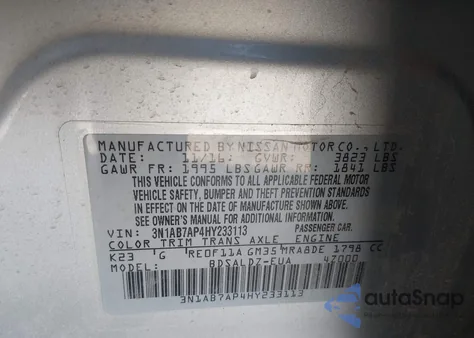 MANUFACTURED BY NISSAN MOTOR CO., LTD.
DATE: 11/16 GVWR: 3823 LBS
GAWR FR: 1995 LBS GAWR RR: 1841 LBS
THIS VEHICLE CONFORMS TO ALL APPLICABLE FEDERAL MOTOR
VEHICLE SAFETY, BUMPER AND THEFT PREVENTION STANDARDS
IN EFFECT ON THE DATE OF MANUFACTURE SHOWN ABOVE.
SEE OWNER'S MANUAL FOR ADDITIONAL INFORMATION.
VIN: 3N1AB7AP4HY233113 PASSENGER CAR.
COLOR TRIM TRANS AXLE ENGINE
K23 G RE0F11A GM35 MRA8DE 1798 CC
MODEL: BDSALDZ-EUA 47000
3N1AB7AP4HY233113
autoSnap